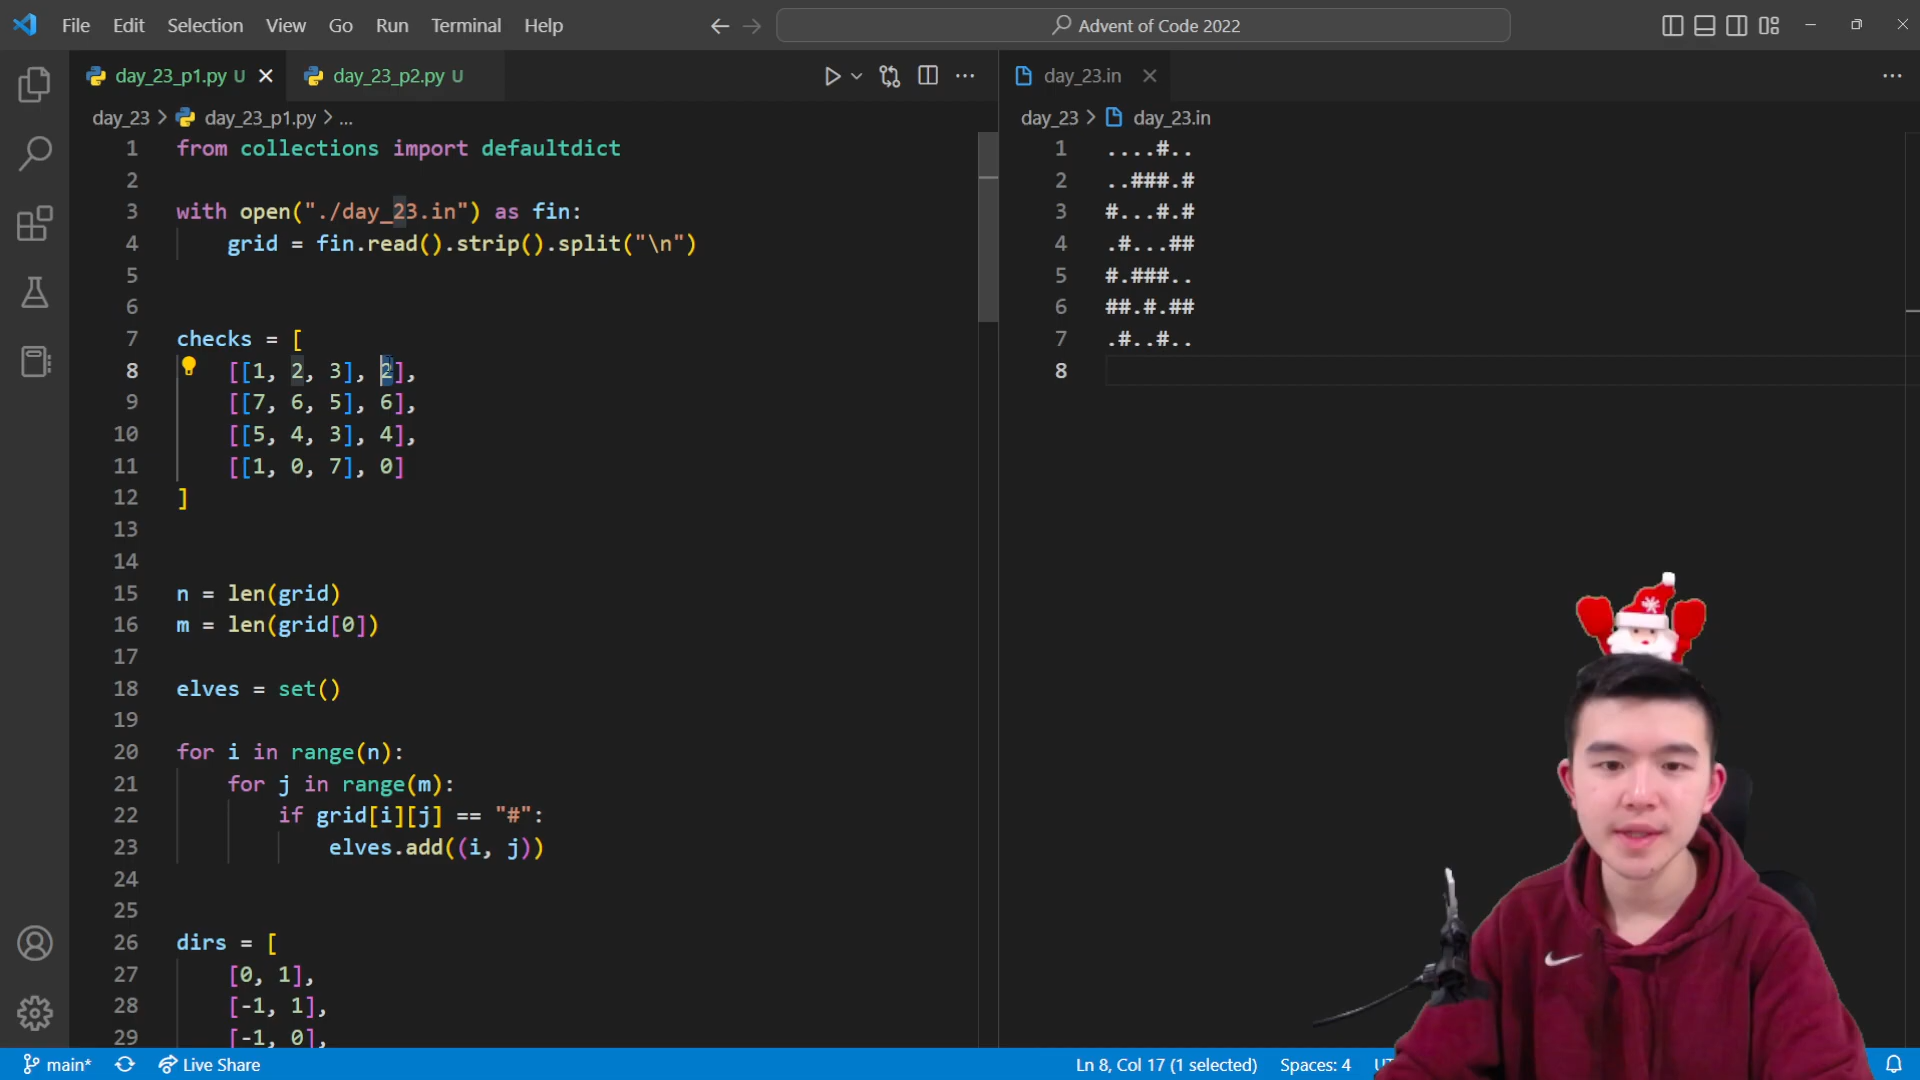 File Edit Selection View Go Run Terminal Help
Advent of Code 2022
day_23_p1.py U
day_23_p2.py U
day_23.in
day_23 > day_23_p1.py > ...
day_23 > day_23.in
1 from collections import defaultdict
2
3 with open("./day_23.in") as fin:
4 grid = fin.read().strip().split("\n")
5
6
7 checks = [
8 [[1, 2, 3], 2],
9 [[7, 6, 5], 6],
10 [[5, 4, 3], 4],
11 [[1, 0, 7], 0]
12 ]
13
14
15 n = len(grid)
16 m = len(grid[0])
17
18 elves = set()
19
20 for i in range(n):
21 for j in range(m):
22 if grid[i][j] == "#":
23 elves.add((i, j))
24
25
26 dirs = [
27 [0, 1],
28 [-1, 1],
29 [-1, 0],
1 ....#..
2 ..###.#
3 #...#.#
4 .#...##
5 #.###..
6 ##.#.##
7 .#..#..
8
main*
Live Share
Ln 8, Col 17 (1 selected)
Spaces: 4